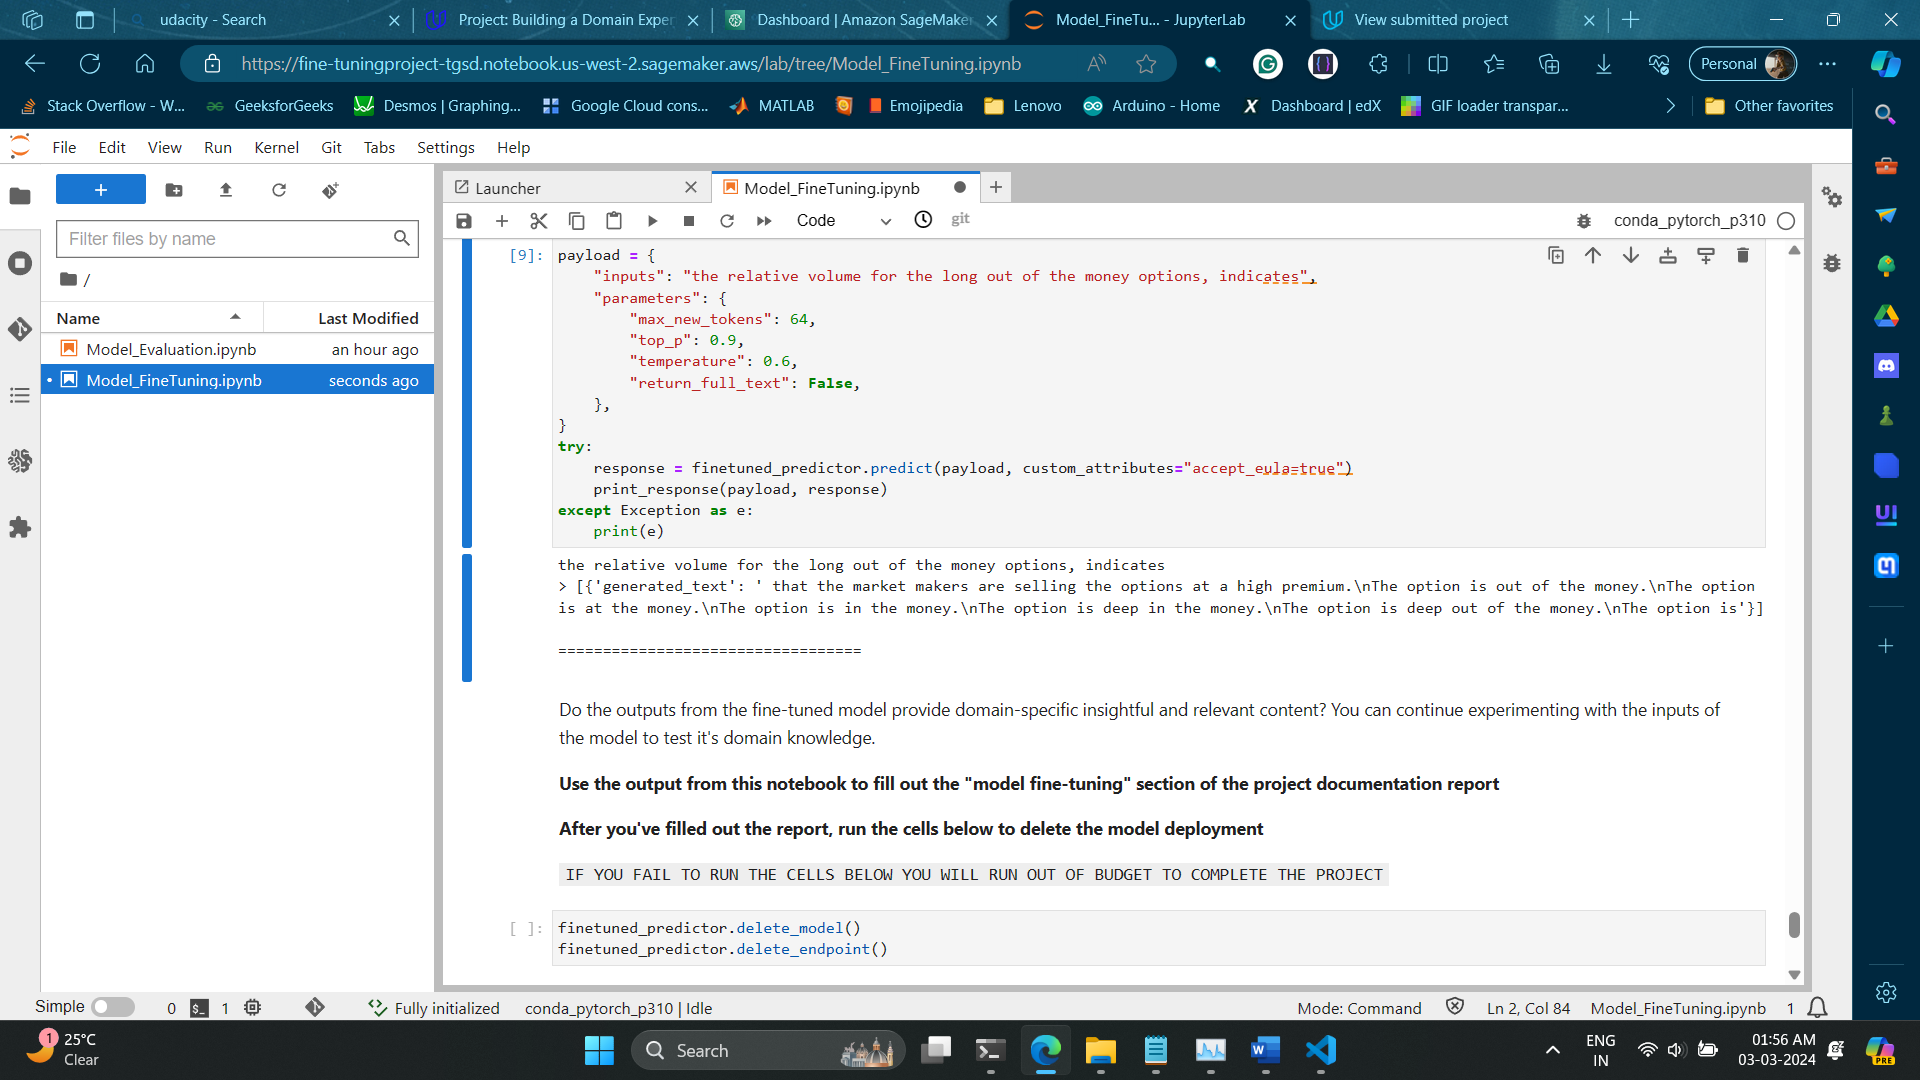 udacity - Search
Project: Building a Domain Exper
Dashboard | Amazon SageMake
Model_FineTu... - JupyterLab
View submitted project
https://fine-tuningproject-tgsd.notebook.us-west-2.sagemaker.aws/lab/tree/Model_FineTuning.ipynb
Personal
Stack Overflow - W...
GeeksforGeeks
Desmos | Graphing...
Google Cloud cons...
MATLAB
Emojipedia
Lenovo
Arduino - Home
Dashboard | edX
GIF loader transpar...
Other favorites
File Edit View Run Kernel Git Tabs Settings Help
Launcher
Model_FineTuning.ipynb
Code
git
conda_pytorch_p310
Filter files by name
/
Name Last Modified
Model_Evaluation.ipynb an hour ago
Model_FineTuning.ipynb seconds ago
[9]: payload = {
"inputs": "the relative volume for the long out of the money options, indicates",
"parameters": {
"max_new_tokens": 64,
"top_p": 0.9,
"temperature": 0.6,
"return_full_text": False,
},
}
try:
response = finetuned_predictor.predict(payload, custom_attributes="accept_eula=true")
print_response(payload, response)
except Exception as e:
print(e)
the relative volume for the long out of the money options, indicates
> [{'generated_text': ' that the market makers are selling the options at a high premium.\nThe option is out of the money.\nThe option
is at the money.\nThe option is in the money.\nThe option is deep in the money.\nThe option is deep out of the money.\nThe option is'}]
==================================
Do the outputs from the fine-tuned model provide domain-specific insightful and relevant content? You can continue experimenting with the inputs of
the model to test it's domain knowledge.
Use the output from this notebook to fill out the "model fine-tuning" section of the project documentation report
After you've filled out the report, run the cells below to delete the model deployment
IF YOU FAIL TO RUN THE CELLS BELOW YOU WILL RUN OUT OF BUDGET TO COMPLETE THE PROJECT
[ ]: finetuned_predictor.delete_model()
finetuned_predictor.delete_endpoint()
Simple 0 1 Fully initialized conda_pytorch_p310 | Idle Mode: Command Ln 2, Col 84 Model_FineTuning.ipynb 1
1
25°C
Clear
Search
ENG
IN
01:56 AM
03-03-2024
PRE